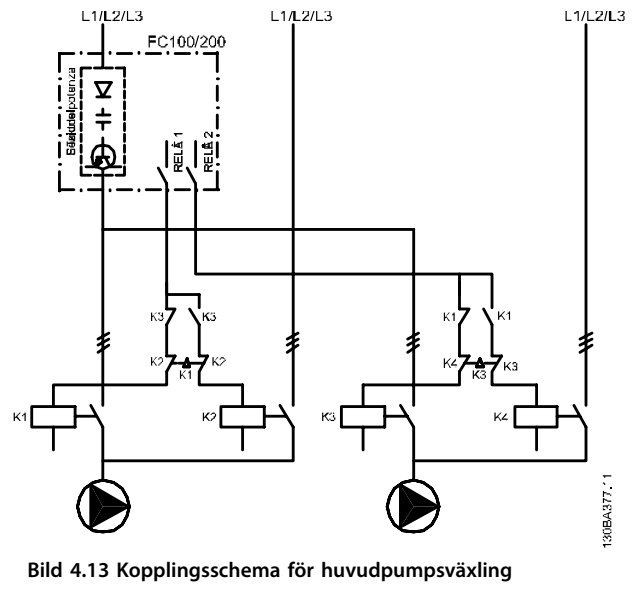 L1/L2/L3
L1/L2/L3
L1/L2/L3
FC100/200
RELÄ 1
RELÄ 2
K3
K3
K1
K1
K2
K1
K2
K4
K3
K3
K1
K2
K3
K4
130BA377.11
Bild 4.13 Kopplingsschema för huvudpumpsväxling